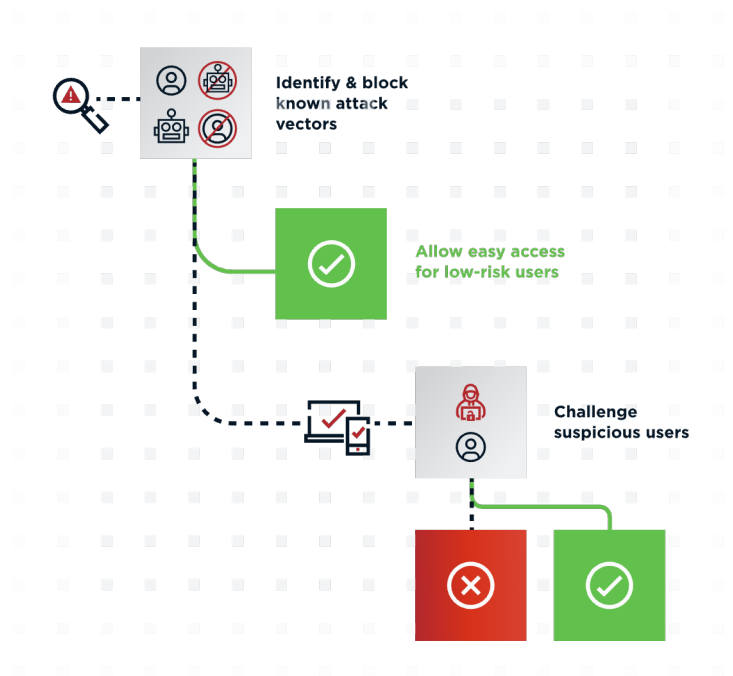 Identify & block
known attack
vectors
Allow easy access
for low-risk users
Challenge
suspicious users